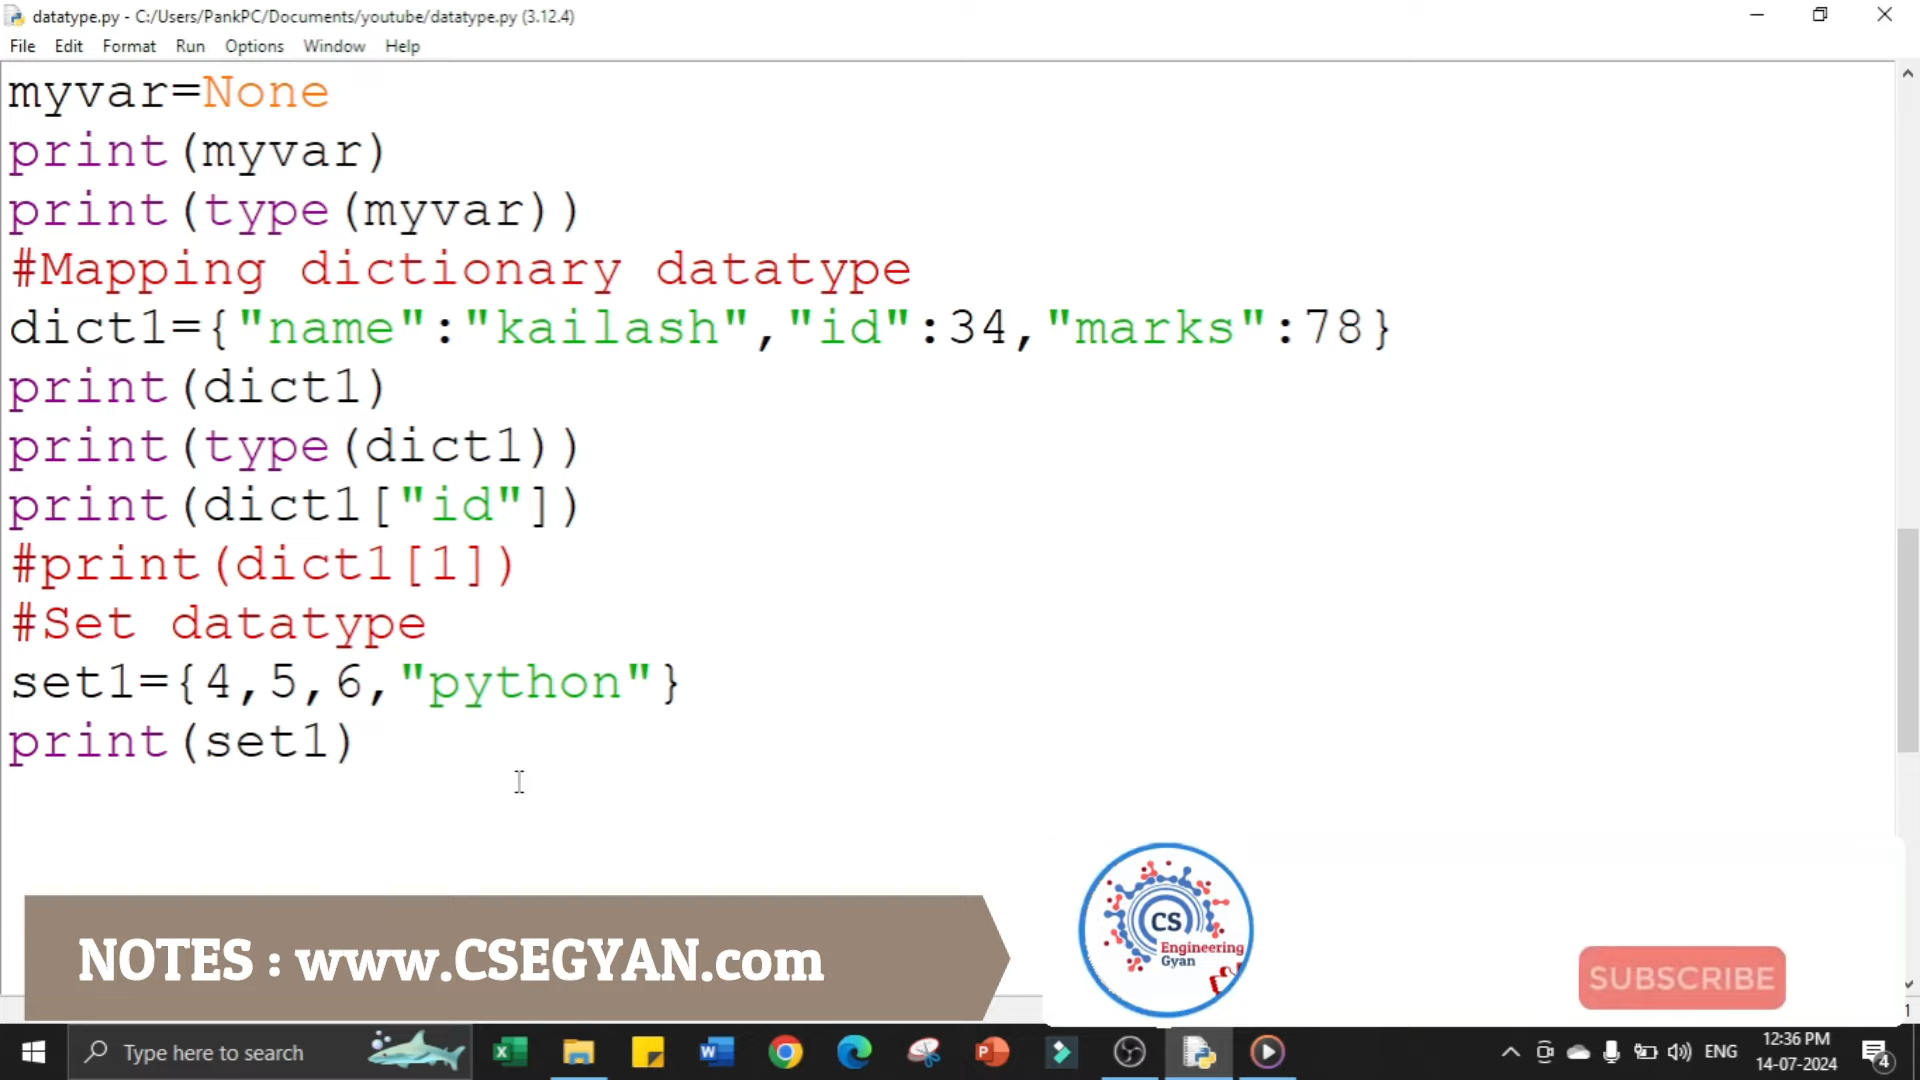 datatype.py - C:/Users/PankPC/Documents/youtube/datatype.py (3.12.4)
File Edit Format Run Options Window Help
myvar=None
print(myvar)
print(type(myvar))
#Mapping dictionary datatype
dict1={"name":"kailash","id":34,"marks":78}
print(dict1)
print(type(dict1))
print(dict1["id"])
#print(dict1[1])
#Set datatype
set1={4,5,6,"python"}
print(set1)
NOTES : www.CSEGYAN.com
CS
Engineering
Gyan
SUBSCRIBE
1
Type here to search
ENG
12:36 PM
14-07-2024
4